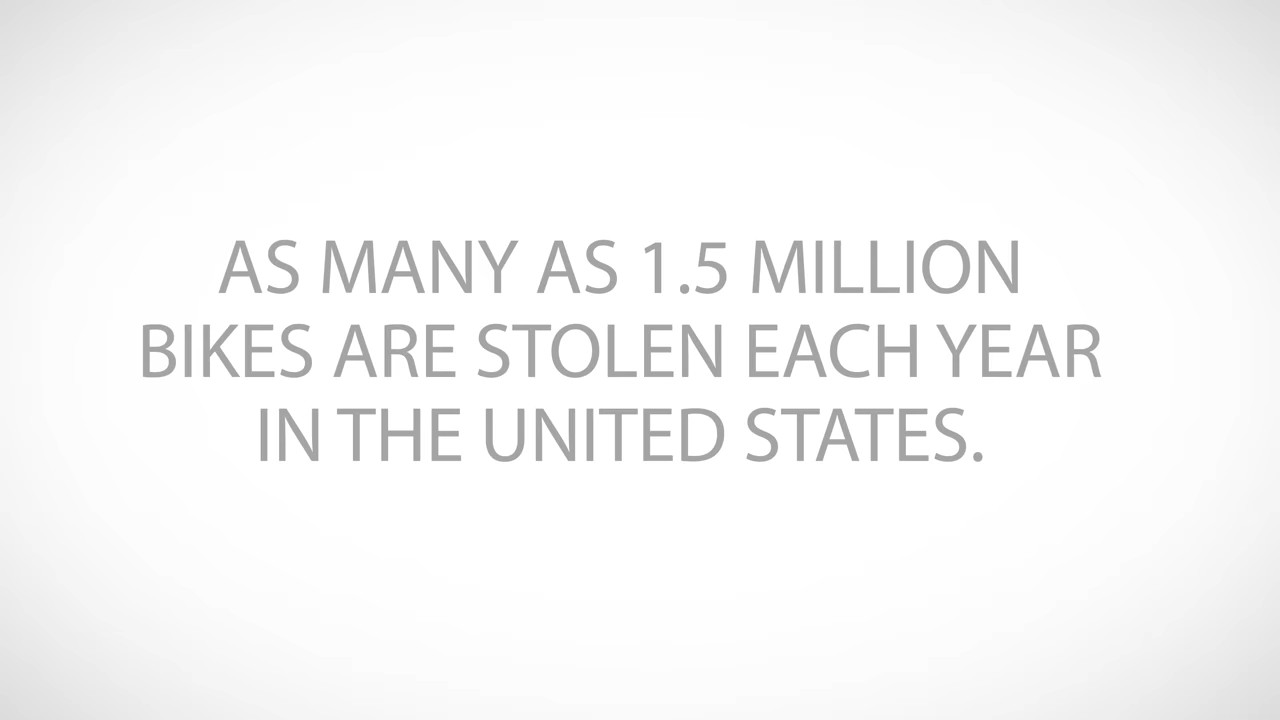 AS MANY AS 1.5 MILLION
BIKES ARE STOLEN EACH YEAR
IN THE UNITED STATES.